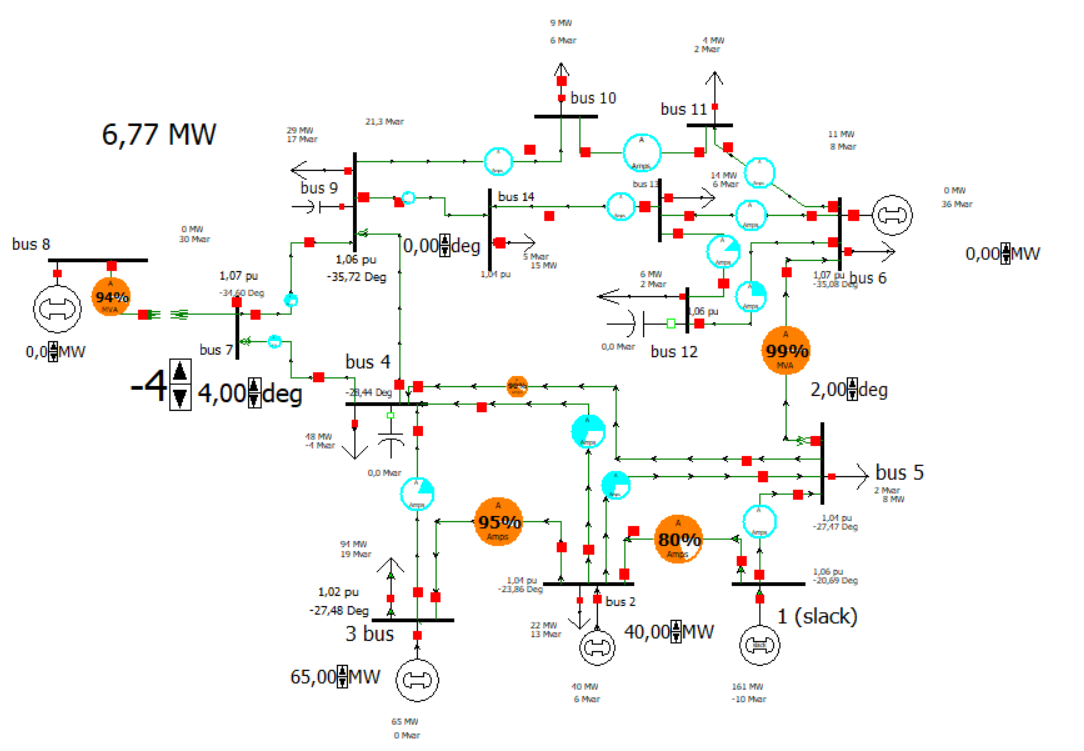 9 MW
6 Mvar
4 MW
2 Mvar
bus 10
bus 11
6,77 MW
29 MW
17 Mvar
21,3 Mvar
11 MW
8 Mvar
A
Amps
A
Amps
bus 9
bus 14
bus 13
14 MW
6 Mvar
0 MW
36 Mvar
0 MW
30 Mvar
bus 8
0,00 deg
5 Mvar
15 MW
1,04 pu
1,06 pu
-35,72 Deg
A
Amps
A
Amps
0,00 MW
bus 6
1,07 pu
-35,08 Deg
1,07 pu
-34,60 Deg
6 MW
2 Mvar
A
94%
MVA
1,06 pu
bus 12
0,0 Mvar
bus 7
0,0 MW
A
99%
MVA
bus 4
-4
4,00 deg
-28,44 Deg
90%
2,00 deg
48 MW
-4 Mvar
0,0 Mvar
A
Amps
A
Amps
bus 5
2 Mvar
8 MW
A
Amps
A
95%
Amps
A
80%
Amps
A
Amps
1,04 pu
-27,47 Deg
94 MW
19 Mvar
1,02 pu
-27,48 Deg
1,04 pu
-23,86 Deg
bus 2
1,06 pu
-20,69 Deg
3 bus
22 MW
13 Mvar
40,00 MW
1 (slack)
slack
65,00 MW
40 MW
6 Mvar
161 MW
-10 Mvar
65 MW
0 Mvar